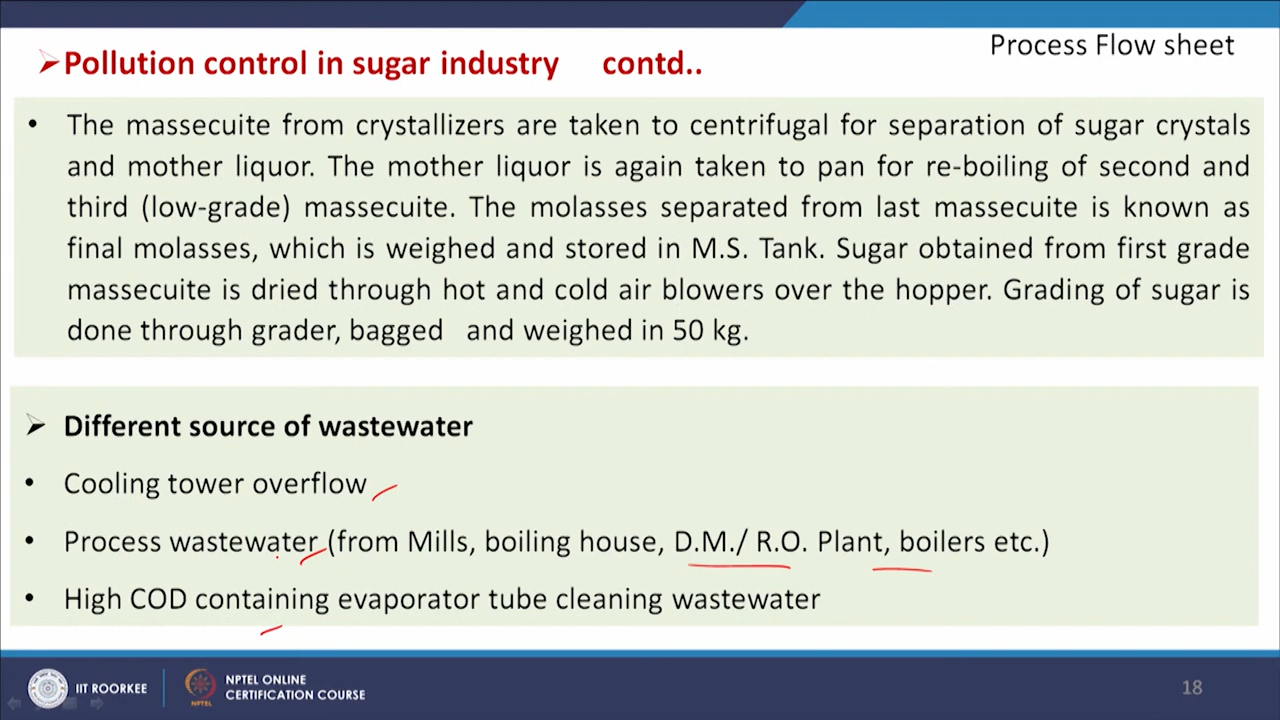 Process Flow sheet
➢Pollution control in sugar industry contd..
• The massecuite from crystallizers are taken to centrifugal for separation of sugar crystals
and mother liquor. The mother liquor is again taken to pan for re-boiling of second and
third (low-grade) massecuite. The molasses separated from last massecuite is known as
final molasses, which is weighed and stored in M.S. Tank. Sugar obtained from first grade
massecuite is dried through hot and cold air blowers over the hopper. Grading of sugar is
done through grader, bagged and weighed in 50 kg.
➢ Different source of wastewater
• Cooling tower overflow
• Process wastewater (from Mills, boiling house, D.M./ R.O. Plant, boilers etc.)
• High COD containing evaporator tube cleaning wastewater
IIT ROORKEE
NPTEL ONLINE
CERTIFICATION COURSE
NPTEL
18